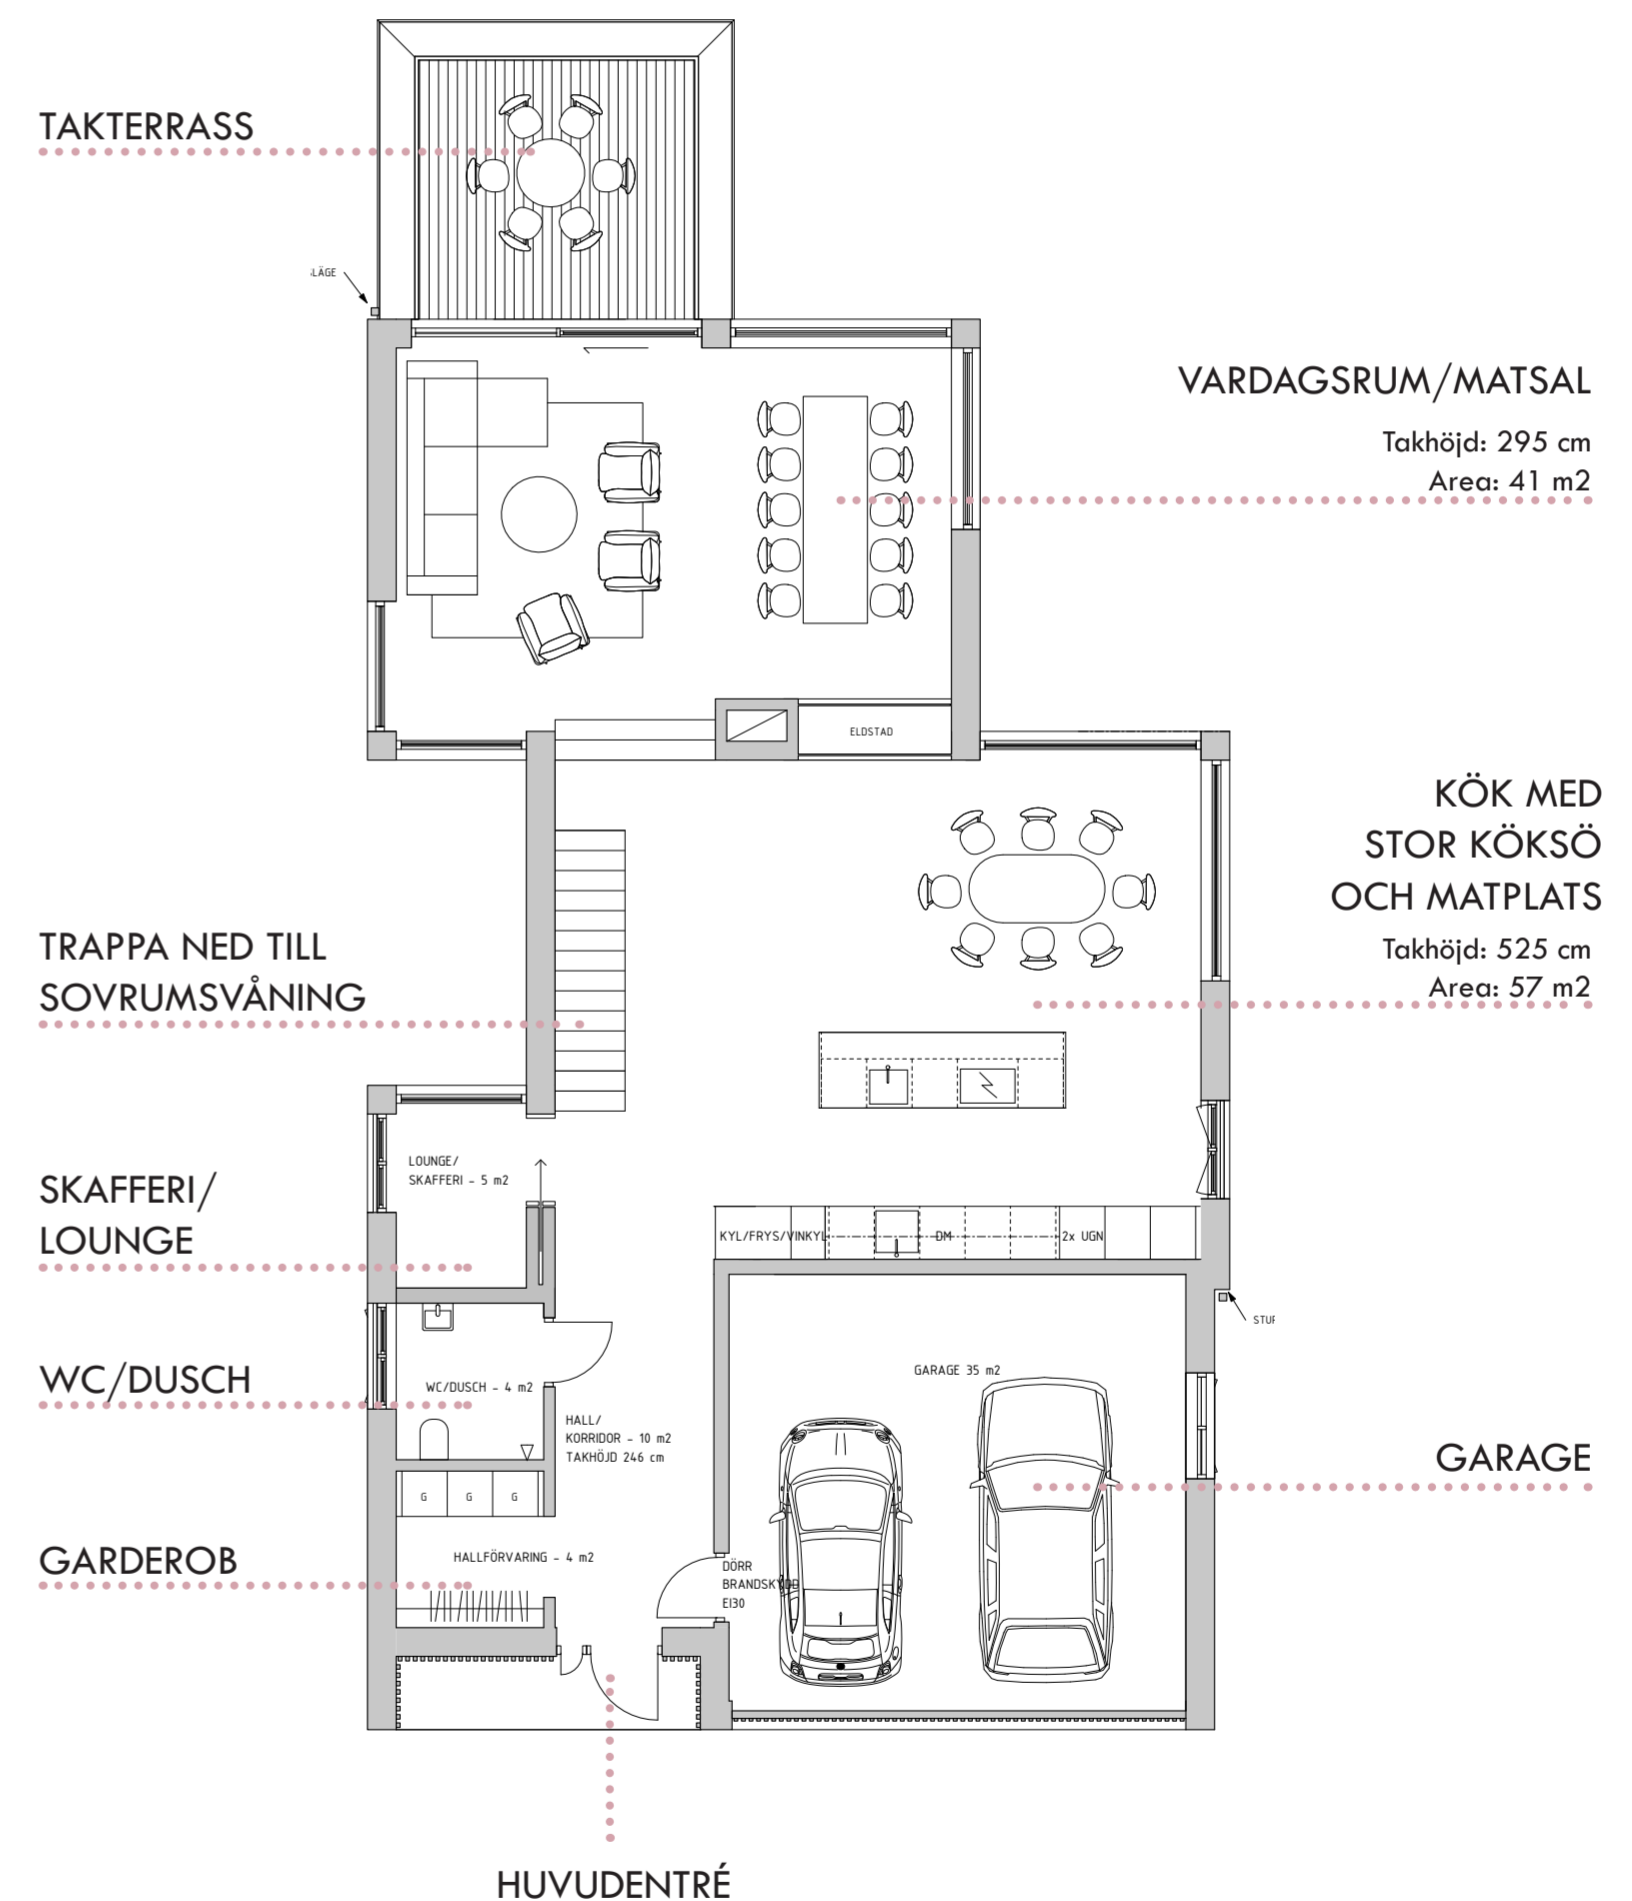 TAKTERRASS
LÄGE
VARDAGSRUM/MATSAL
Takhöjd: 295 cm
Area: 41 m2
ELDSTAD
KÖK MED
STOR KÖKSÖ
OCH MATPLATS
Takhöjd: 525 cm
Area: 57 m2
TRAPPA NED TILL
SOVRUMSVÅNING
LOUNGE/
SKAFFERI - 5 m2
SKAFFERI/
LOUNGE
KYL/FRYS/VINKYL
DM
2x UGN
STUP
WC/DUSCH
WC/DUSCH - 4 m2
GARAGE 35 m2
HALL/
KORRIDOR - 10 m2
TAKHÖJD 246 cm
GARAGE
G G G
GARDEROB
HALLFÖRVARING - 4 m2
DÖRR
BRANDSKYDD
EI30
HUVUDENTRÉ